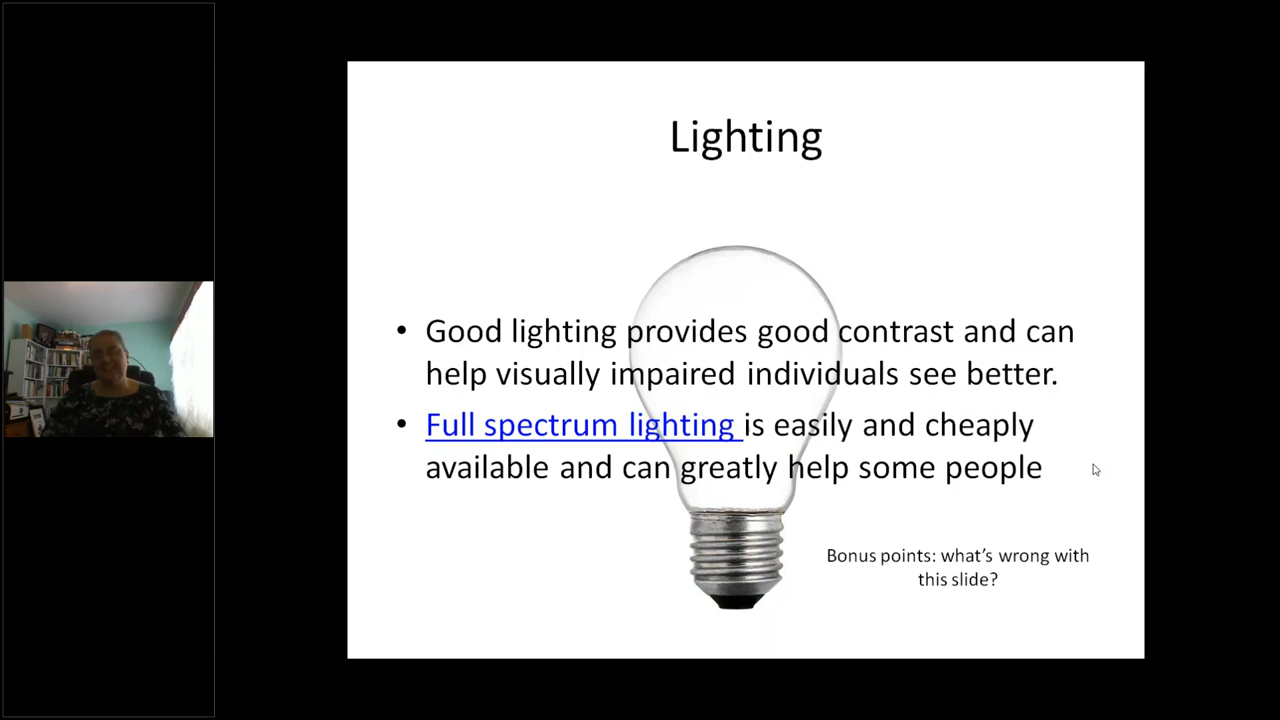 Lighting
• Good lighting provides good contrast and can
help visually impaired individuals see better.
• Full spectrum lighting is easily and cheaply
available and can greatly help some people
Bonus points: what's wrong with
this slide?